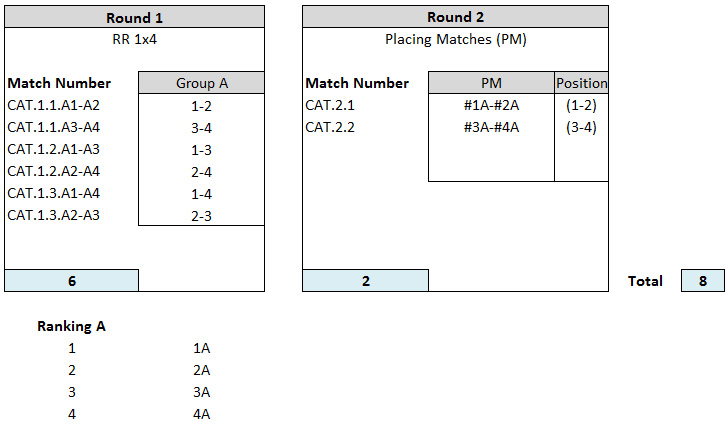 Round 1
RR 1x4
Match Number Group A
CAT.1.1.A1-A2 1-2
CAT.1.1.A3-A4 3-4
CAT.1.2.A1-A3 1-3
CAT.1.2.A2-A4 2-4
CAT.1.3.A1-A4 1-4
CAT.1.3.A2-A3 2-3
6
Round 2
Placing Matches (PM)
Match Number PM Position
CAT.2.1 #1A-#2A (1-2)
CAT.2.2 #3A-#4A (3-4)
2
Total 8
Ranking A
1 1A
2 2A
3 3A
4 4A